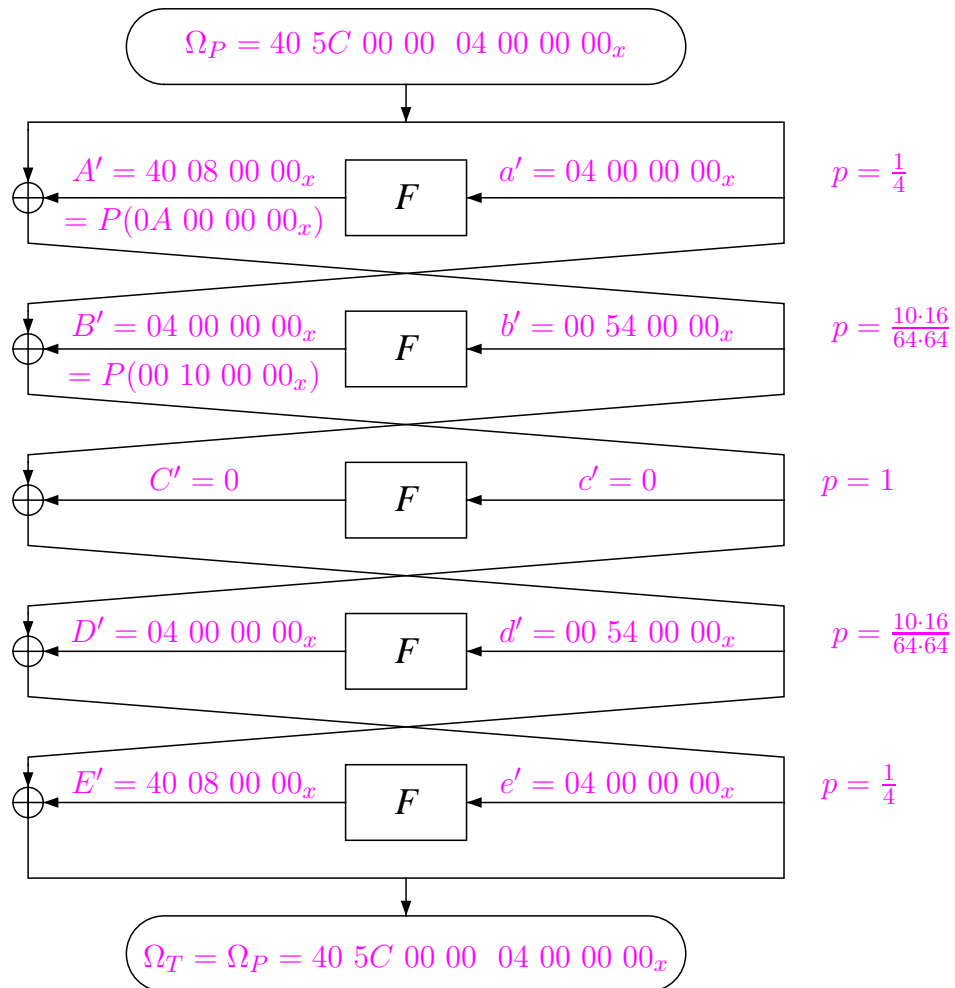 Ω_P = 40 5C 00 00 04 00 00 00_x
A′ = 40 08 00 00_x F a′ = 04 00 00 00_x p = 1/4
= P(0A 00 00 00_x)
B′ = 04 00 00 00_x F b′ = 00 54 00 00_x p = 10·16/64·64
= P(00 10 00 00_x)
C′ = 0 F c′ = 0 p = 1
D′ = 04 00 00 00_x F d′ = 00 54 00 00_x p = 10·16/64·64
E′ = 40 08 00 00_x F e′ = 04 00 00 00_x p = 1/4
Ω_T = Ω_P = 40 5C 00 00 04 00 00 00_x